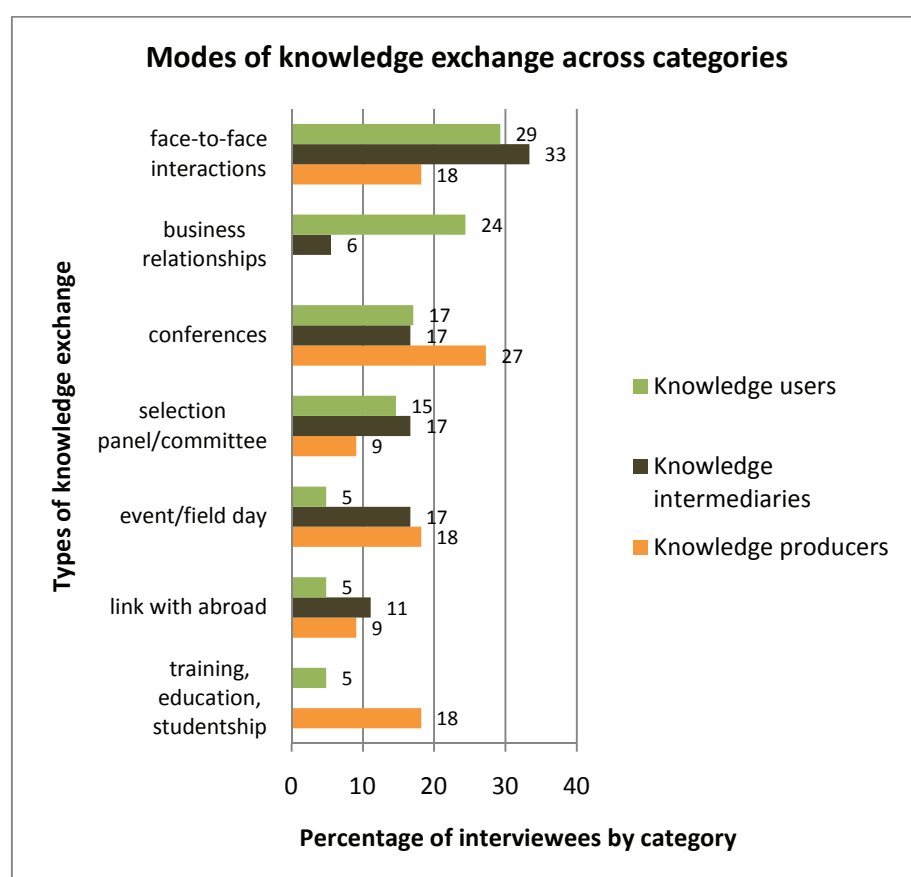 Modes of knowledge exchange across categories
face-to-face
interactions
29
33
18
business
relationships
24
6
conferences
17
17
27
selection
panel/committee
15
17
9
event/field day
5
17
18
link with abroad
5
11
9
training,
education,
studentship
5
18
0 10 20 30 40
Percentage of interviewees by category
Types of knowledge exchange
Knowledge users
Knowledge
intermediaries
Knowledge producers